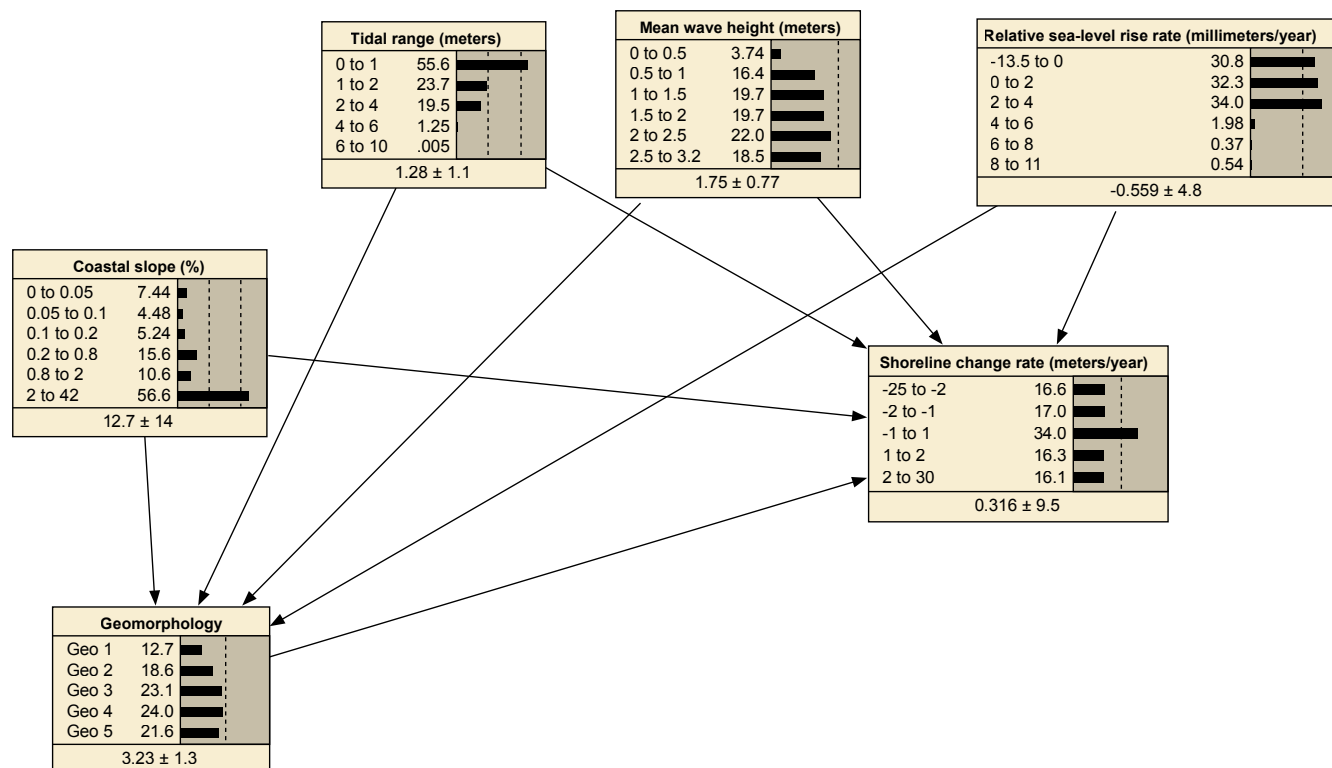 Tidal range (meters)
0 to 1 55.6
1 to 2 23.7
2 to 4 19.5
4 to 6 1.25
6 to 10 .005
1.28 ± 1.1
Mean wave height (meters)
0 to 0.5 3.74
0.5 to 1 16.4
1 to 1.5 19.7
1.5 to 2 19.7
2 to 2.5 22.0
2.5 to 3.2 18.5
1.75 ± 0.77
Relative sea-level rise rate (millimeters/year)
-13.5 to 0 30.8
0 to 2 32.3
2 to 4 34.0
4 to 6 1.98
6 to 8 0.37
8 to 11 0.54
-0.559 ± 4.8
Coastal slope (%)
0 to 0.05 7.44
0.05 to 0.1 4.48
0.1 to 0.2 5.24
0.2 to 0.8 15.6
0.8 to 2 10.6
2 to 42 56.6
12.7 ± 14
Shoreline change rate (meters/year)
-25 to -2 16.6
-2 to -1 17.0
-1 to 1 34.0
1 to 2 16.3
2 to 30 16.1
0.316 ± 9.5
Geomorphology
Geo 1 12.7
Geo 2 18.6
Geo 3 23.1
Geo 4 24.0
Geo 5 21.6
3.23 ± 1.3